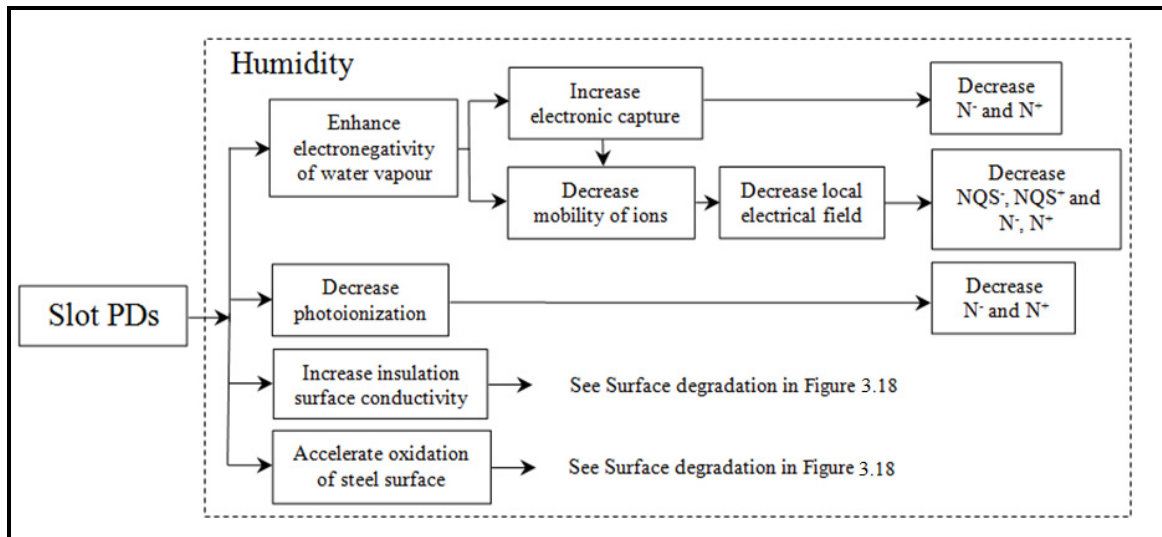 Humidity
Slot PDs
Enhance
electronegativity
of water vapour
Increase
electronic capture
Decrease
N⁻ and N⁺
Decrease
mobility of ions
Decrease local
electrical field
Decrease
NQS⁻, NQS⁺ and
N⁻, N⁺
Decrease
photoionization
Decrease
N⁻ and N⁺
Increase insulation
surface conductivity
See Surface degradation in Figure 3.18
Accelerate oxidation
of steel surface
See Surface degradation in Figure 3.18